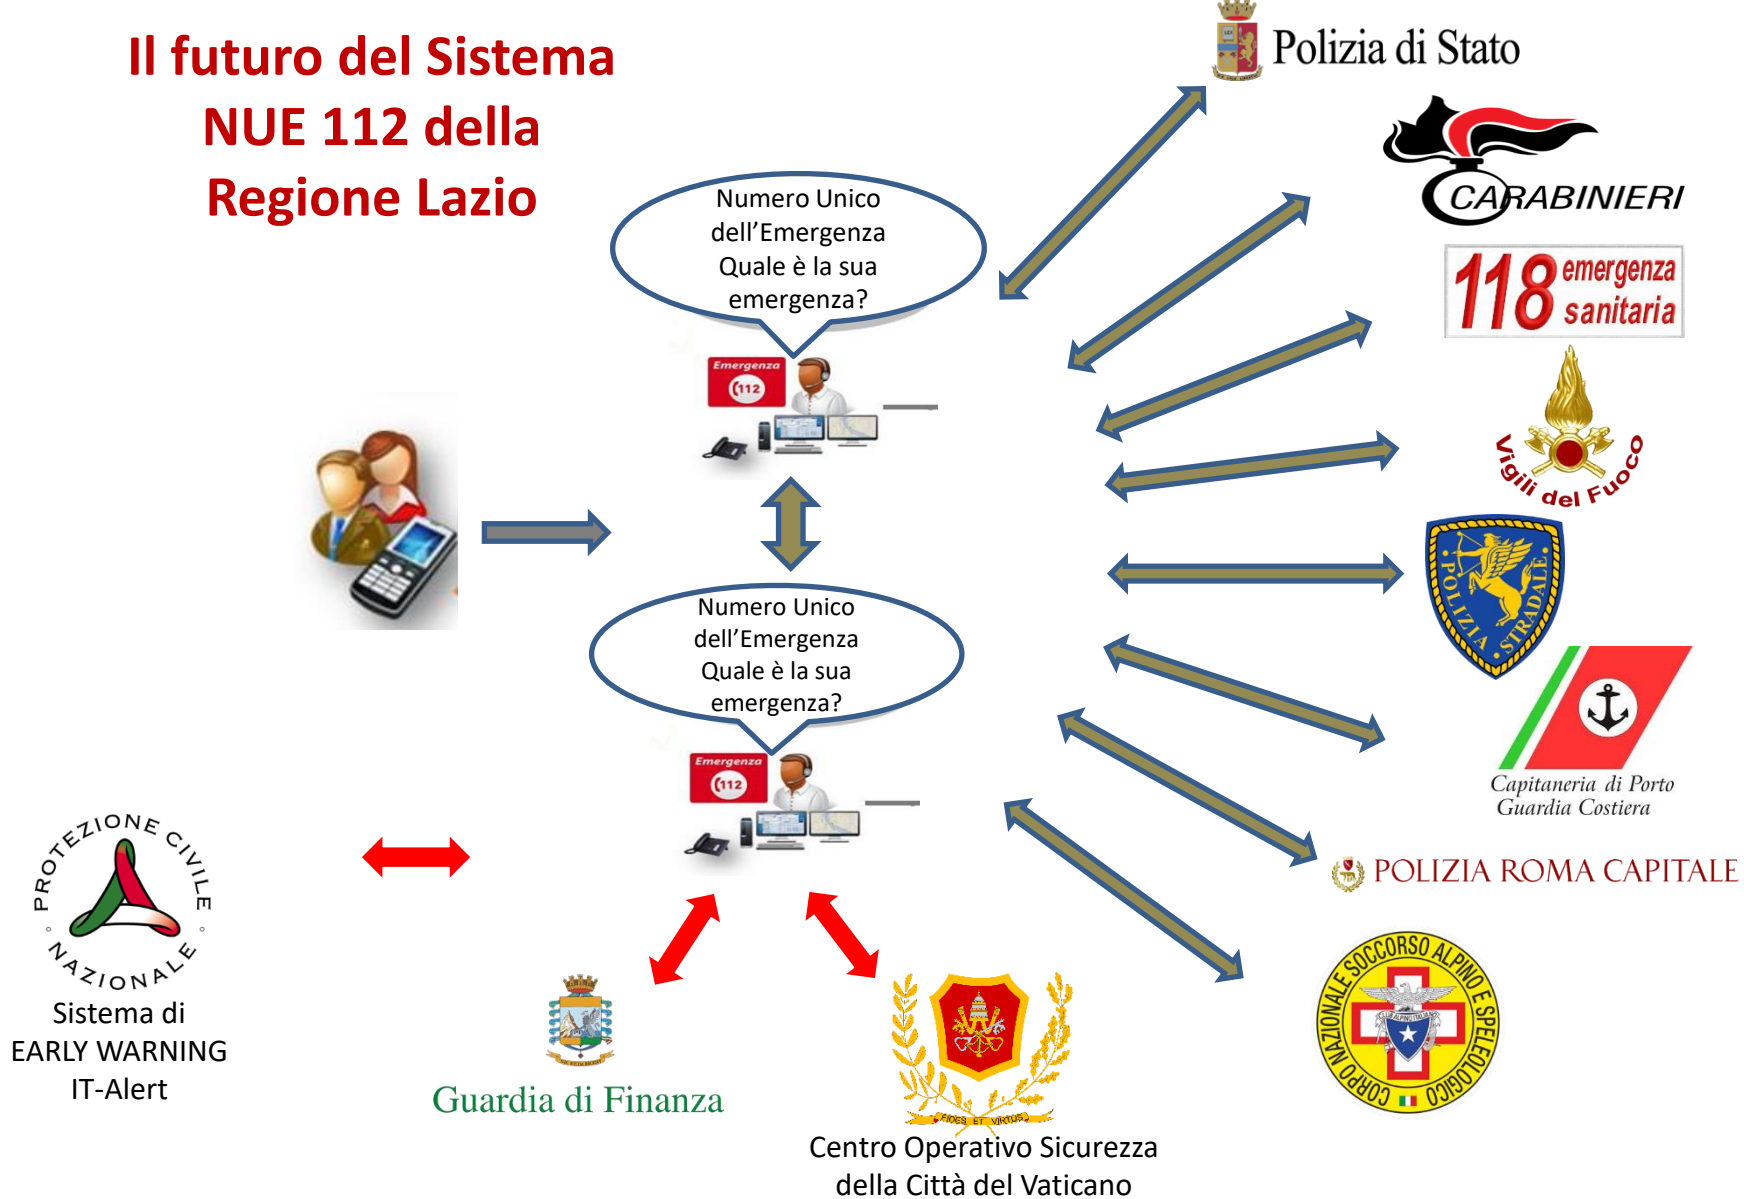 Il futuro del Sistema
NUE 112 della
Regione Lazio
Polizia di Stato
CARABINIERI
118 emergenza
sanitaria
Vigili del Fuoco
POLIZIA STRADALE
Capitaneria di Porto
Guardia Costiera
POLIZIA ROMA CAPITALE
CORPO NAZIONALE SOCCORSO ALPINO E SPELEOLOGICO
CLUB ALPINO ITALIANO
Numero Unico
dell’Emergenza
Quale è la sua
emergenza?
Emergenza
112
Numero Unico
dell’Emergenza
Quale è la sua
emergenza?
Emergenza
112
PROTEZIONE CIVILE
NAZIONALE
Sistema di
EARLY WARNING
IT-Alert
Guardia di Finanza
FIDES ET VIRTUS
Centro Operativo Sicurezza
della Città del Vaticano